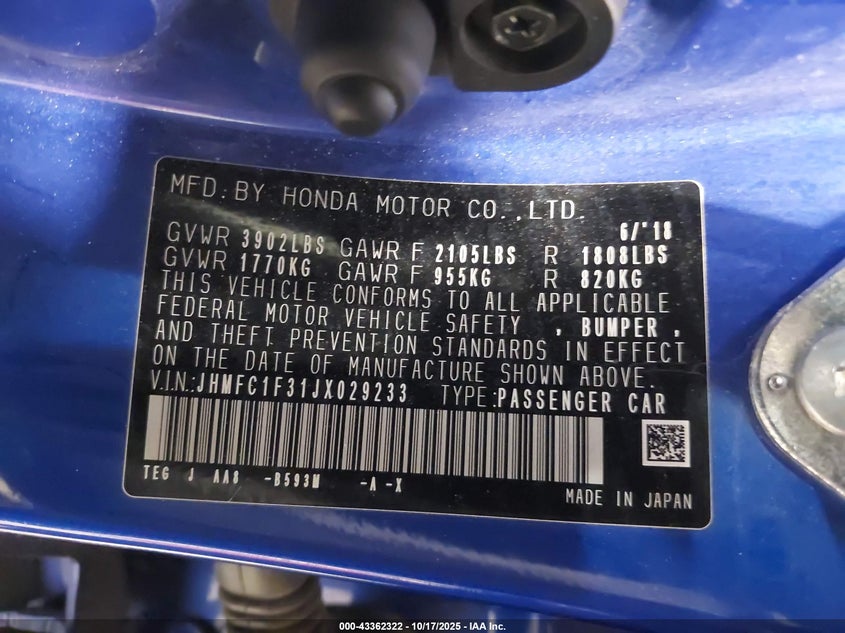 MFD. BY HONDA MOTOR CO., LTD.
6/'18
GVWR 3902LBS GAWR F 2105LBS R 1808LBS
GVWR 1770KG GAWR F 955KG R 820KG
THIS VEHICLE CONFORMS TO ALL APPLICABLE
FEDERAL MOTOR VEHICLE SAFETY , BUMPER ,
AND THEFT PREVENTION STANDARDS IN EFFECT
ON THE DATE OF MANUFACTURE SHOWN ABOVE.
V.I.N.:JHMFC1F31JX029233 TYPE:PASSENGER CAR
TEG J AA8 -B593M -A -X
MADE IN JAPAN
000-43362322 - 10/17/2025 - IAA Inc.